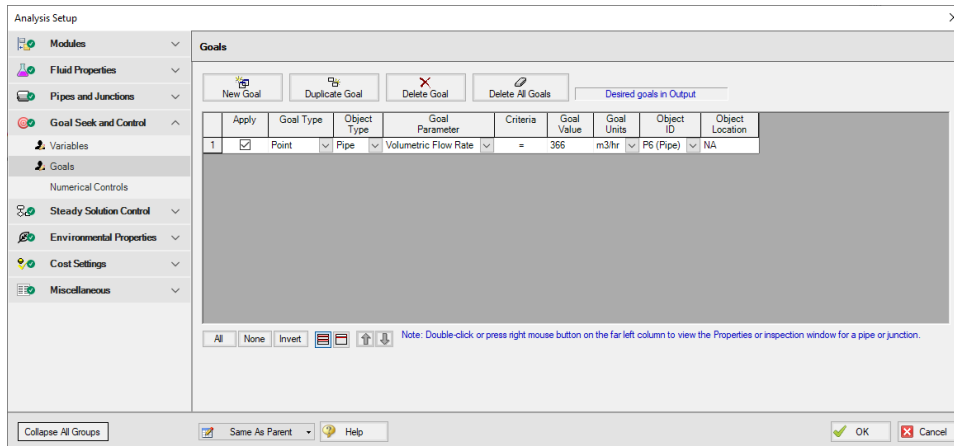 Analysis Setup
Modules
Fluid Properties
Pipes and Junctions
Goal Seek and Control
Variables
Goals
Numerical Controls
Steady Solution Control
Environmental Properties
Cost Settings
Miscellaneous
Collapse All Groups
Goals
New Goal Duplicate Goal Delete Goal Delete All Goals Desired goals in Output
Apply Goal Type Object Type Goal Parameter Criteria Goal Value Goal Units Object ID Object Location
1 Point Pipe Volumetric Flow Rate = 366 m3/hr P6 (Pipe) NA
All None Invert Note: Double-click or press right mouse button on the far left column to view the Properties or inspection window for a pipe or junction.
Same As Parent Help OK Cancel